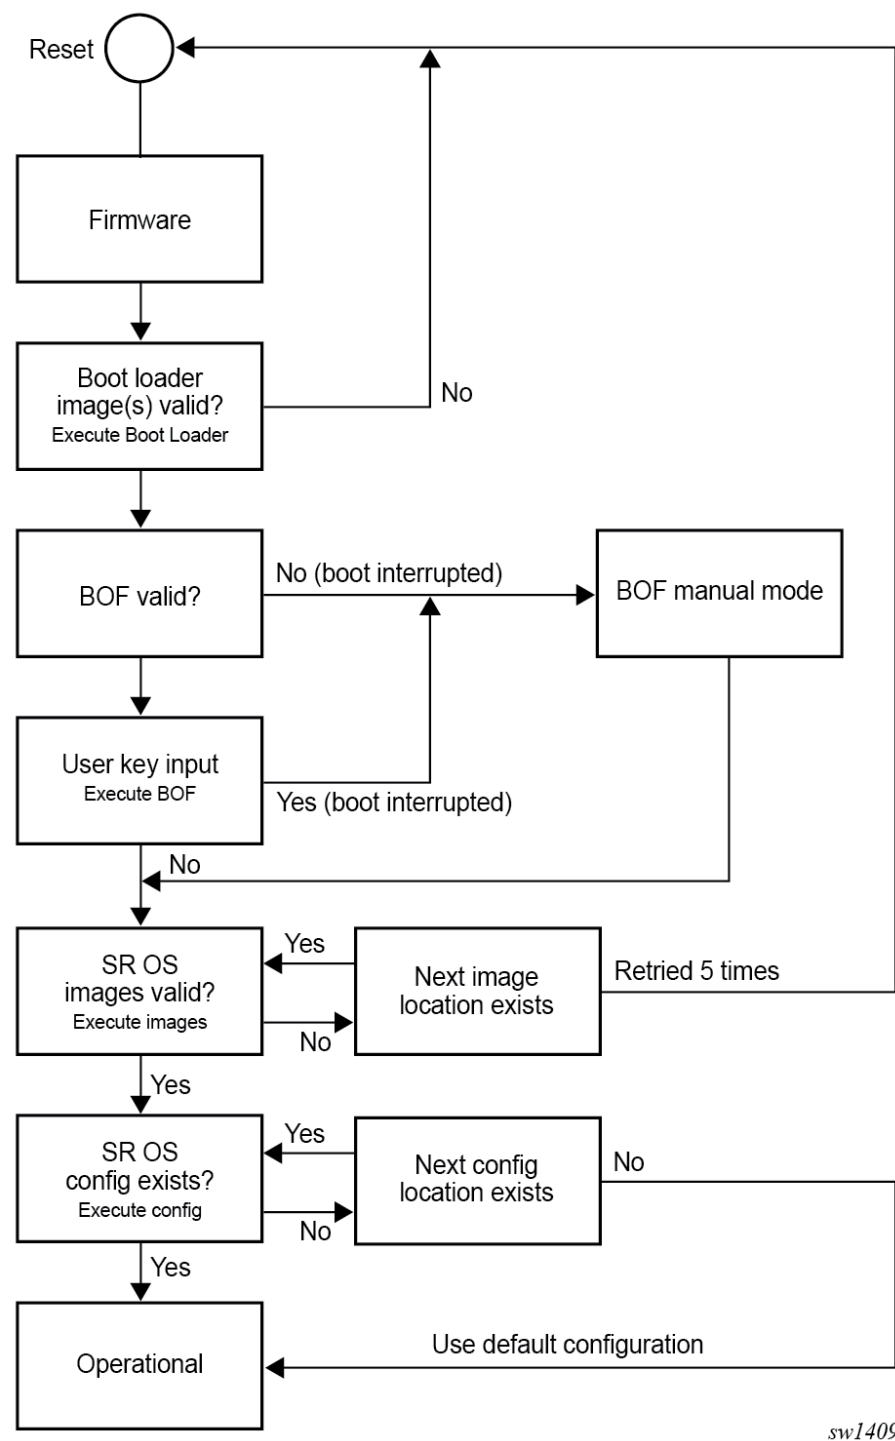 Reset
Firmware
Boot loader
image(s) valid?
Execute Boot Loader
No
BOF valid?
No (boot interrupted)
BOF manual mode
User key input
Execute BOF
Yes (boot interrupted)
No
SR OS
images valid?
Execute images
Yes
No
Next image
location exists
Retried 5 times
Yes
SR OS
config exists?
Execute config
Yes
No
Next config
location exists
No
Yes
Operational
Use default configuration
sw1409